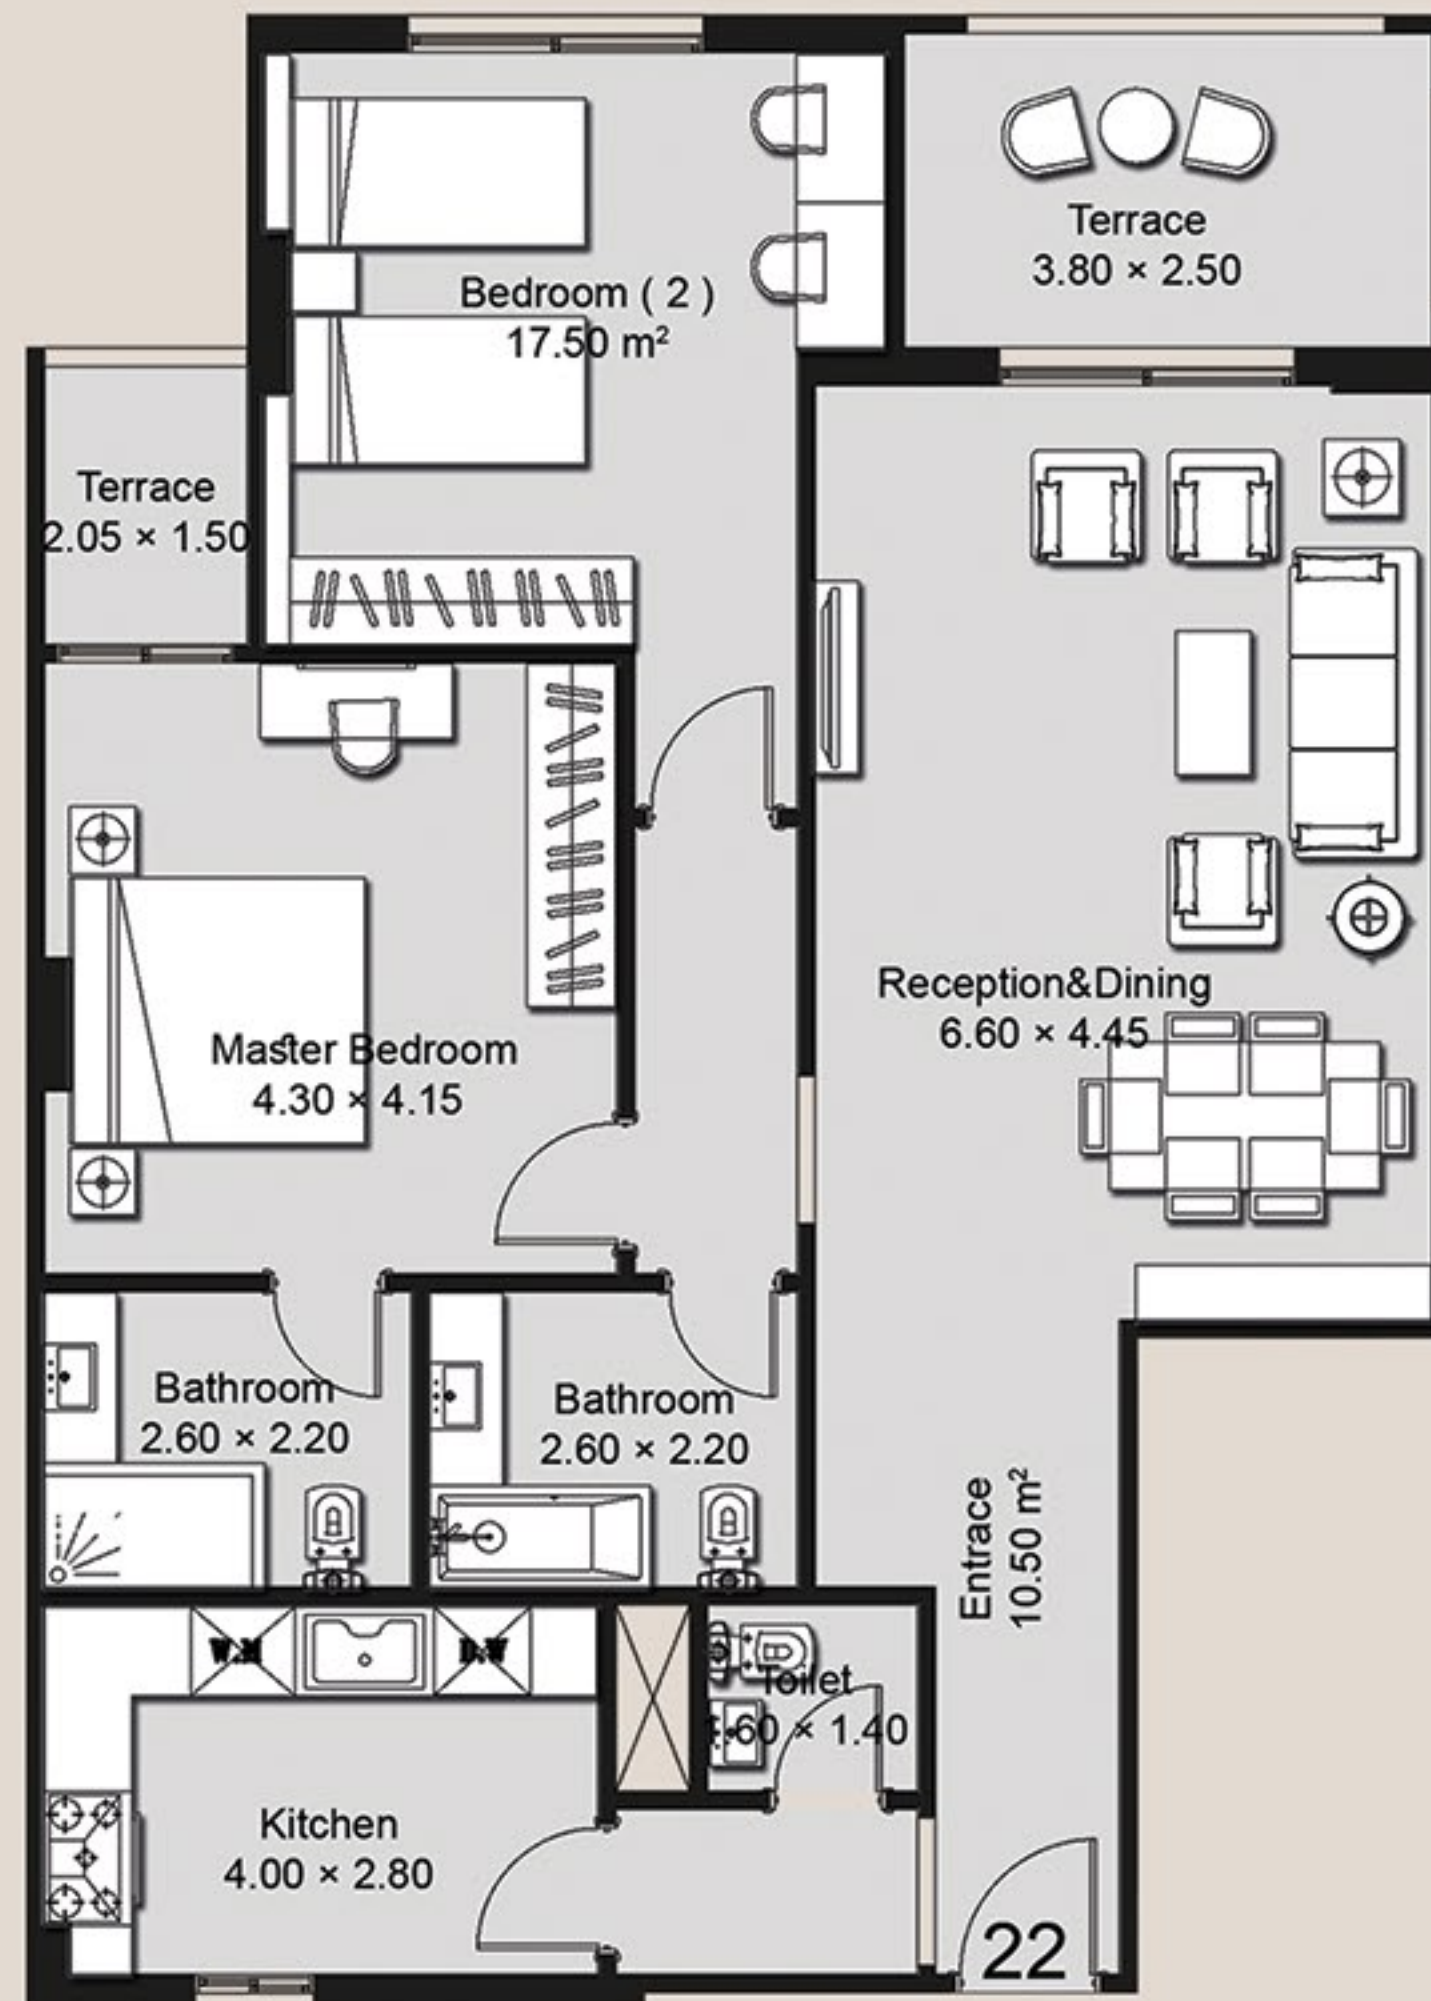 Terrace
3.80 × 2.50
Bedroom ( 2 )
17.50 m²
Terrace
2.05 × 1.50
Reception&Dining
6.60 × 4.45
Master Bedroom
4.30 × 4.15
Bathroom
2.60 × 2.20
Bathroom
2.60 × 2.20
Entrace
10.50 m²
W.M
D.W
Toilet
1.60 × 1.40
Kitchen
4.00 × 2.80
22